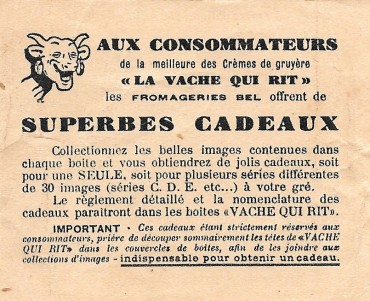 AUX CONSOMMATEURS
de la meilleure des Crèmes de gruyère
« LA VACHE QUI RIT »
les FROMAGERIES BEL offrent de
SUPERBES CADEAUX
Collectionnez les belles images contenues dans
chaque boite et vous obtiendrez de jolis cadeaux, soit
pour une SEULE, soit pour plusieurs séries différentes
de 30 images (séries C. D. E. etc...) à votre gré.
Le règlement détaillé et la nomenclature des
cadeaux paraitront dans les boites «VACHE QUI RIT».
IMPORTANT - Ces cadeaux étant strictement réservés aux
consommateurs, prière de découper sommairement les têtes de «VACHE
QUI RIT» dans les couvercles de boîtes, afin de les joindre aux
collections d'images - indispensable pour obtenir un cadeau.